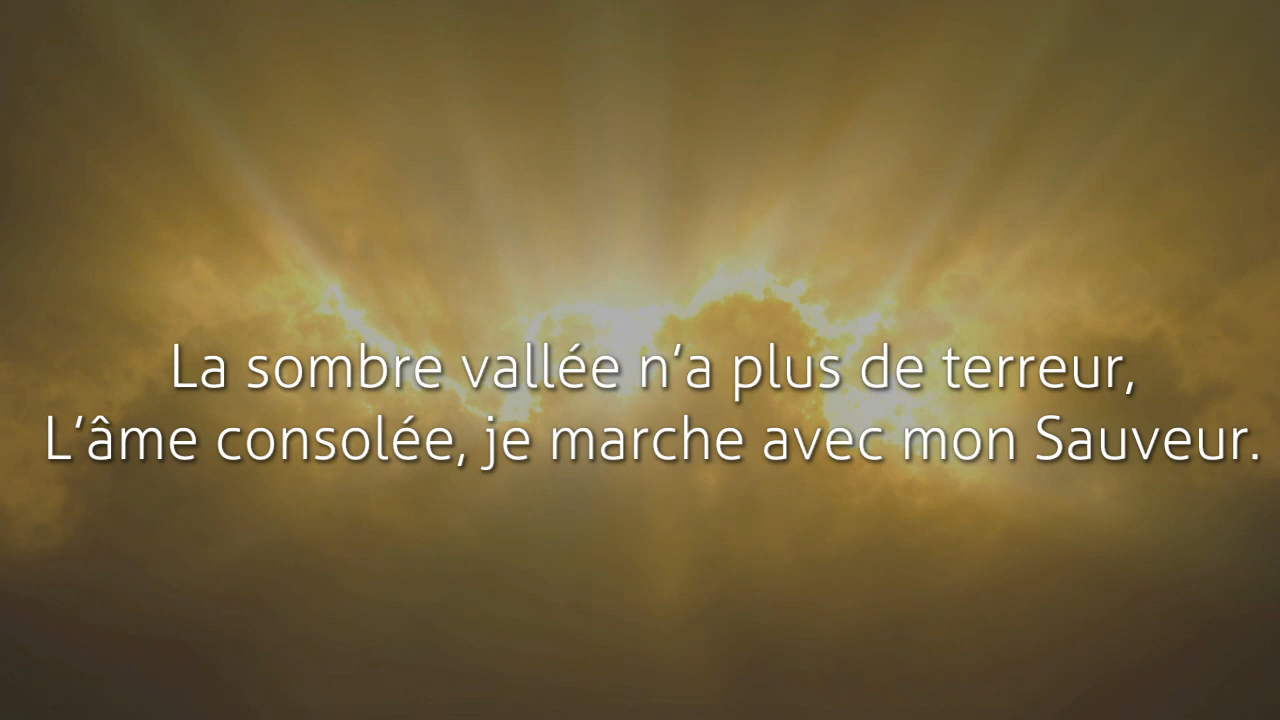 La sombre vallée n’a plus de terreur,
L’âme consolée, je marche avec mon Sauveur.